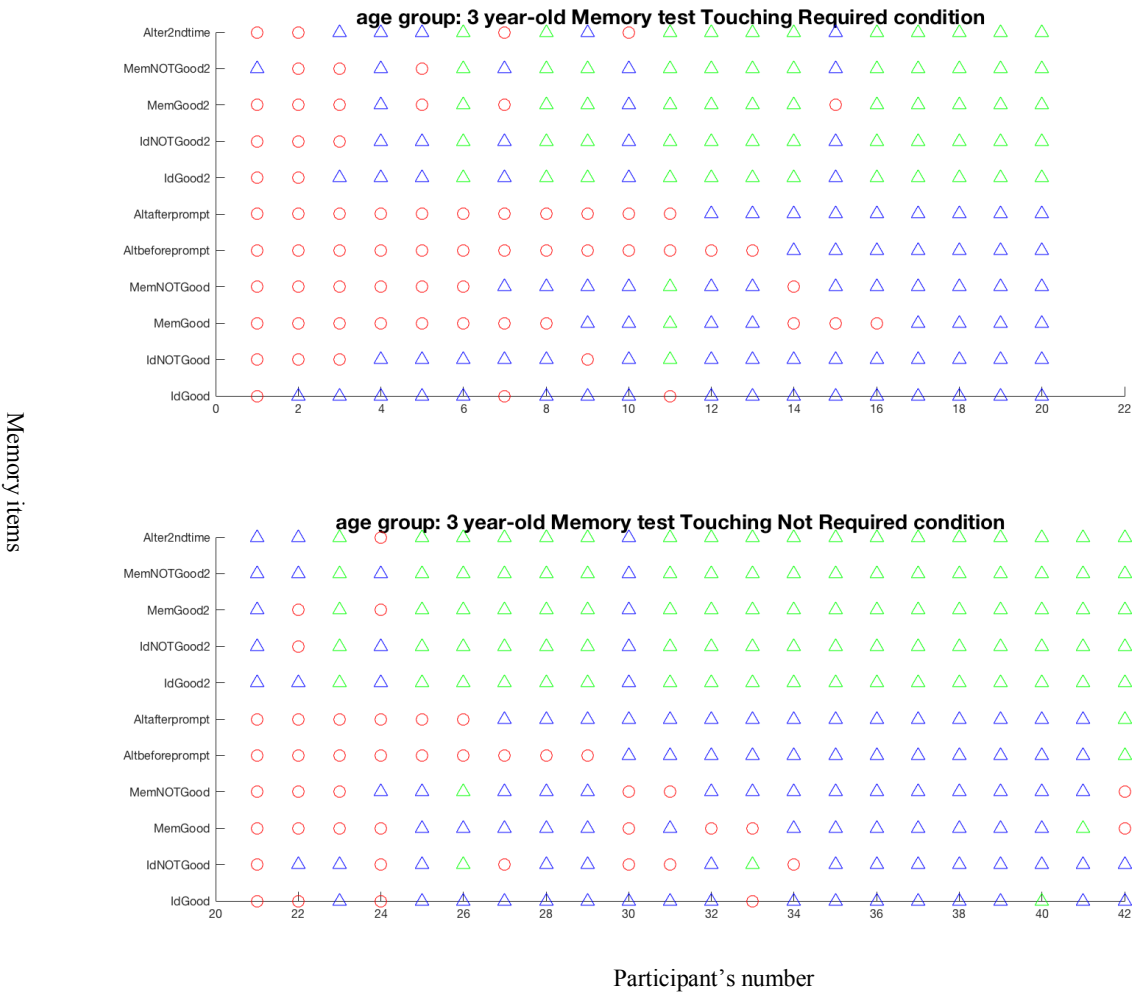 age group: 3 year-old Memory test Touching Required condition
Alter2ndtime
MemNOTGood2
MemGood2
IdNOTGood2
IdGood2
Altafterprompt
Altbeforeprompt
MemNOTGood
MemGood
IdNOTGood
IdGood
0 2 4 6 8 10 12 14 16 18 20 22
Memory items
age group: 3 year-old Memory test Touching Not Required condition
Alter2ndtime
MemNOTGood2
MemGood2
IdNOTGood2
IdGood2
Altafterprompt
Altbeforeprompt
MemNOTGood
MemGood
IdNOTGood
IdGood
20 22 24 26 28 30 32 34 36 38 40 42
Participant's number